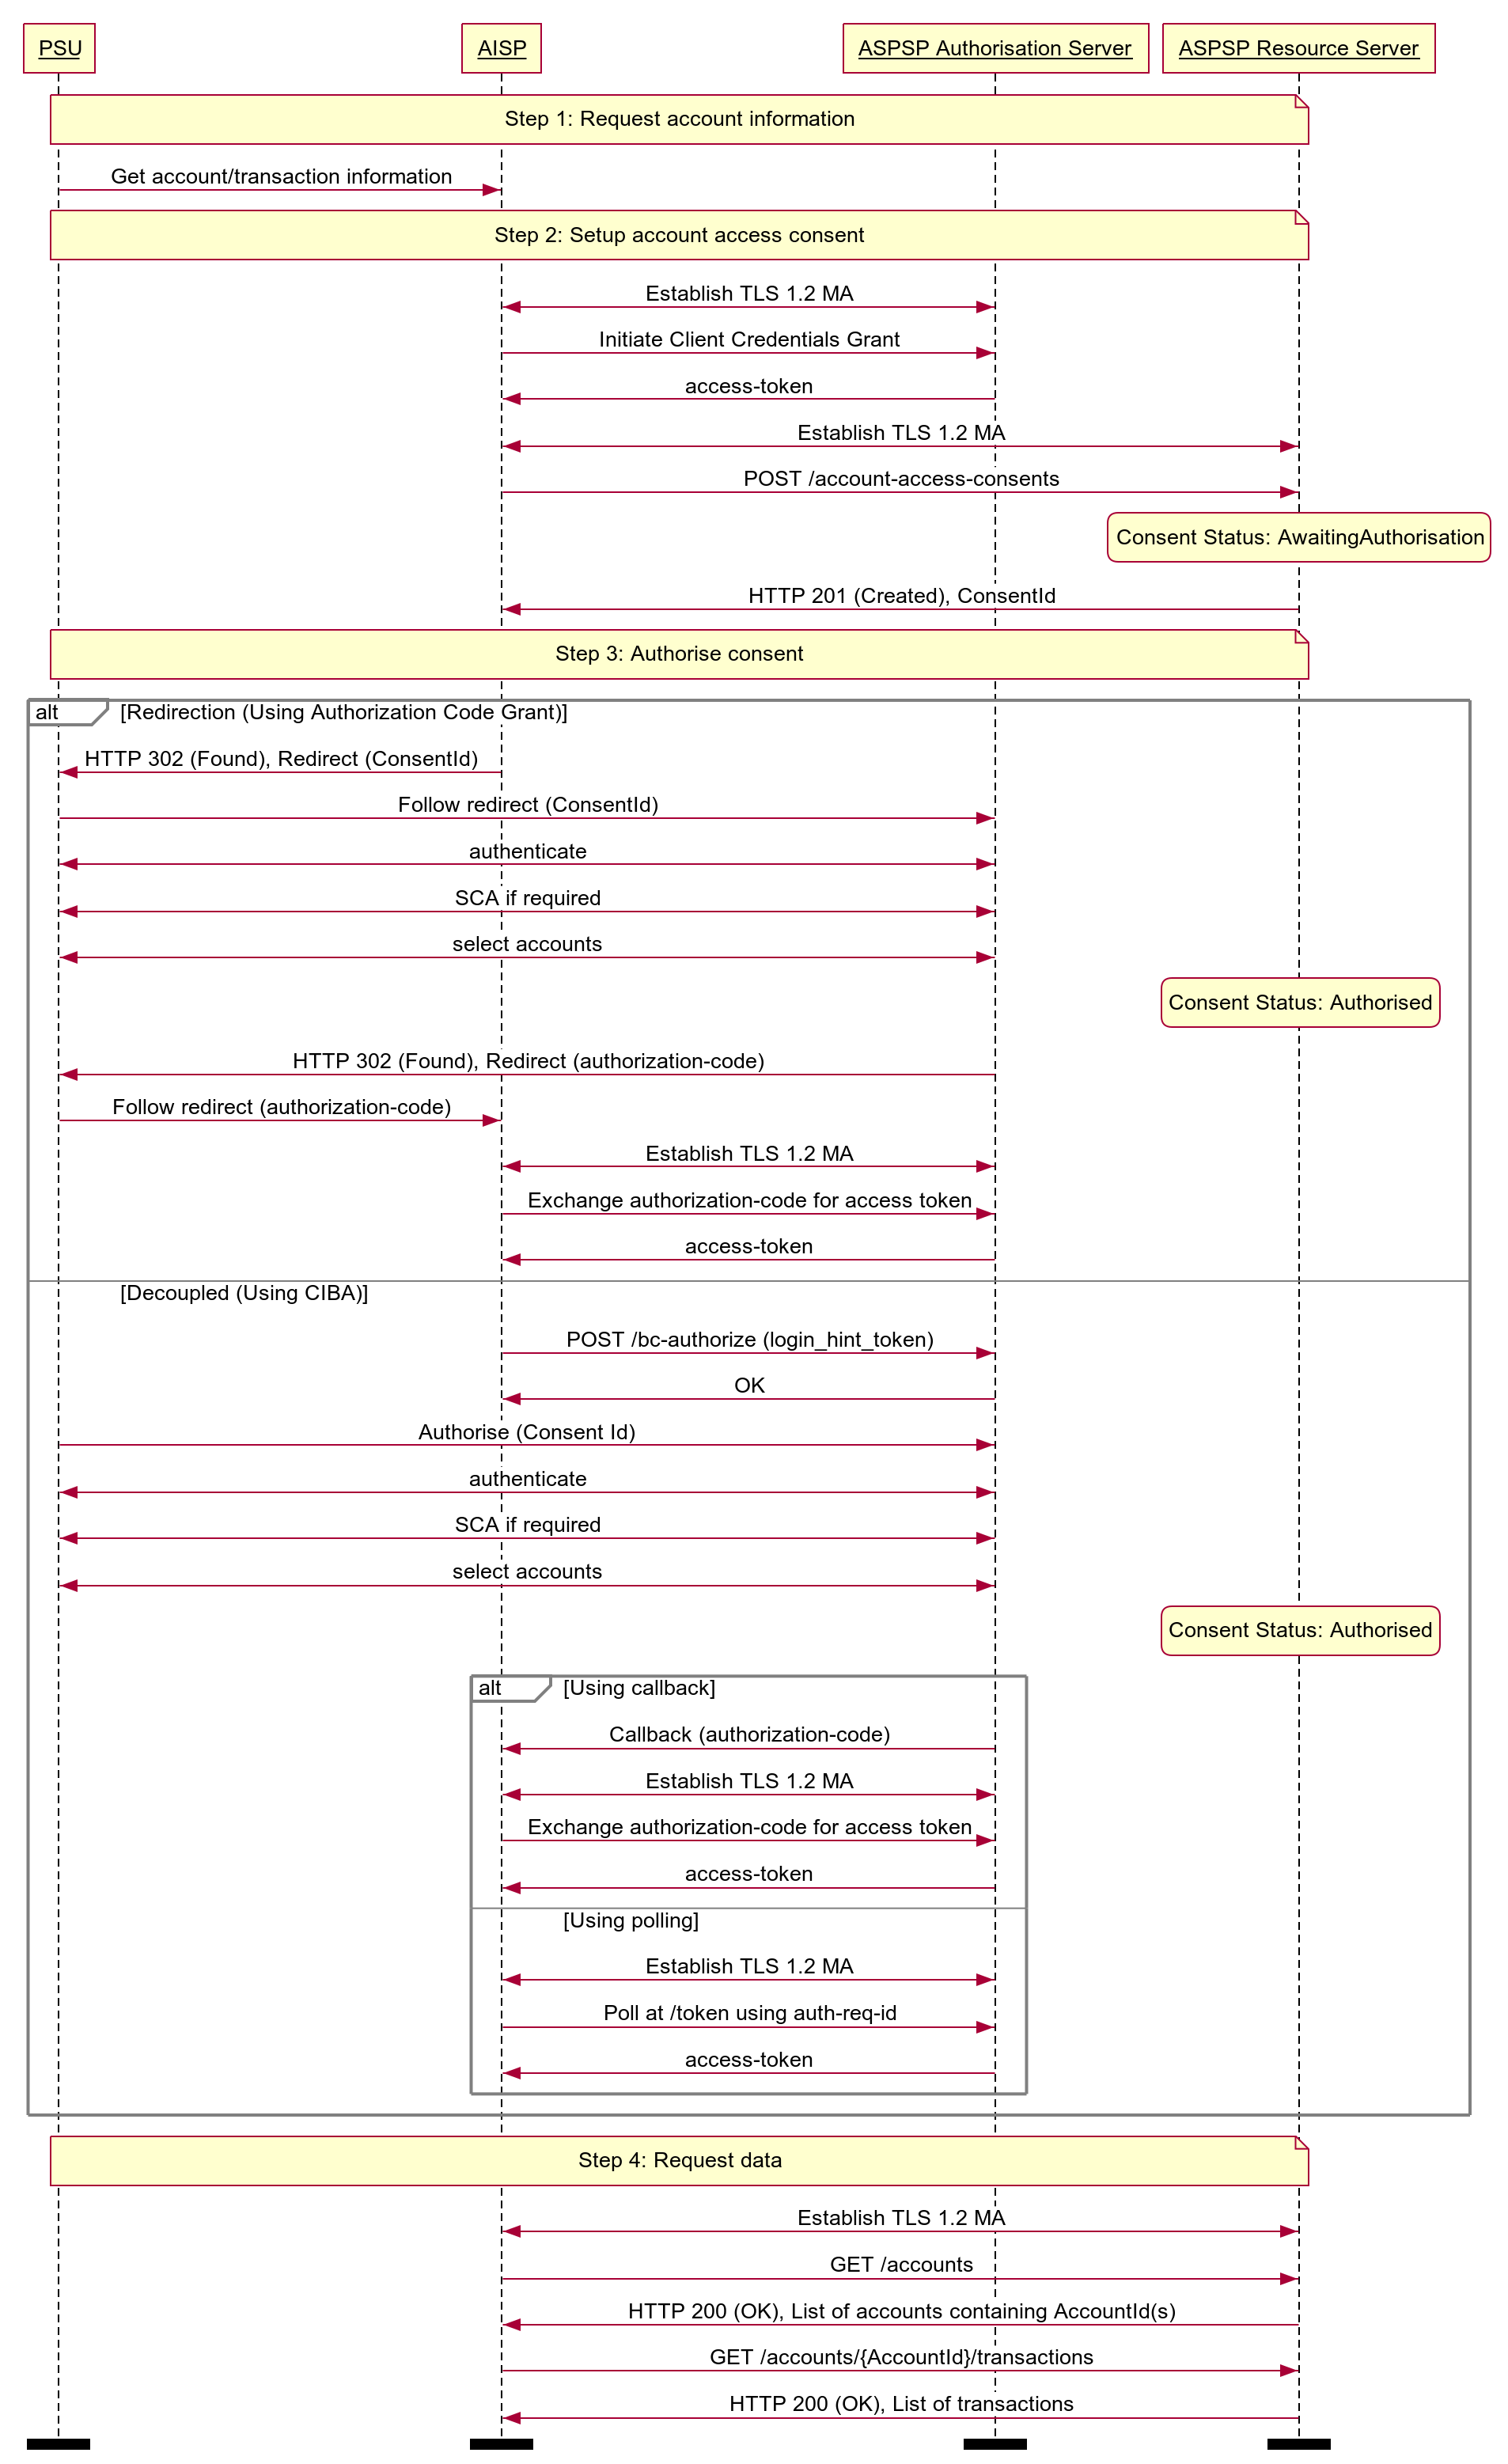 PSU
AISP
ASPSP Authorisation Server
ASPSP Resource Server
Step 1: Request account information
Get account/transaction information
Step 2: Setup account access consent
Establish TLS 1.2 MA
Initiate Client Credentials Grant
access-token
Establish TLS 1.2 MA
POST /account-access-consents
Consent Status: AwaitingAuthorisation
HTTP 201 (Created), ConsentId
Step 3: Authorise consent
alt
[Redirection (Using Authorization Code Grant)]
HTTP 302 (Found), Redirect (ConsentId)
Follow redirect (ConsentId)
authenticate
SCA if required
select accounts
Consent Status: Authorised
HTTP 302 (Found), Redirect (authorization-code)
Follow redirect (authorization-code)
Establish TLS 1.2 MA
Exchange authorization-code for access token
access-token
[Decoupled (Using CIBA)]
POST /bc-authorize (login_hint_token)
OK
Authorise (Consent Id)
authenticate
SCA if required
select accounts
Consent Status: Authorised
alt
[Using callback]
Callback (authorization-code)
Establish TLS 1.2 MA
Exchange authorization-code for access token
access-token
[Using polling]
Establish TLS 1.2 MA
Poll at /token using auth-req-id
access-token
Step 4: Request data
Establish TLS 1.2 MA
GET /accounts
HTTP 200 (OK), List of accounts containing AccountId(s)
GET /accounts/{AccountId}/transactions
HTTP 200 (OK), List of transactions